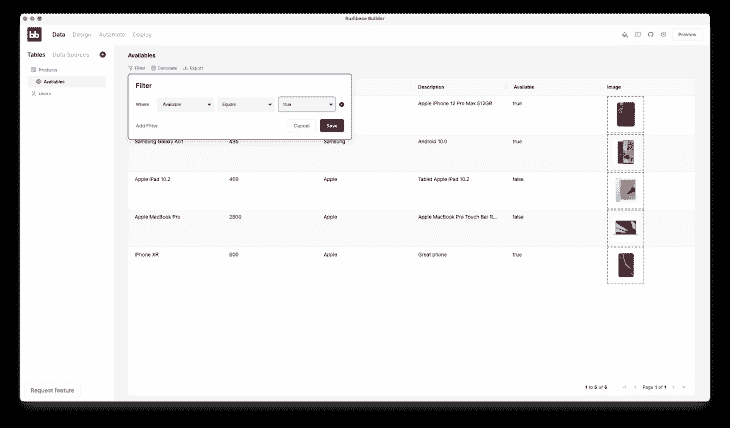 Budibase Builder
bb Data Design Automate Deploy Preview
Tables Data Sources
Availables
Products
Filter Calculate Export
Availables
Users
Filter
Where Available Equals true
Add Filter Cancel Save
Description Available Image
Apple iPhone 12 Pro Max 512GB true
Samsung Galaxy A01 Samsung Android 10.0 true
Apple iPad 10.2 Apple Tablet Apple iPad 10.2 false
Apple MacBook Pro Apple Apple MacBook Pro Touch Bar R... false
iPhone XR 600 Apple Great phone true
1 to 5 of 5 Page 1 of 1
Request feature